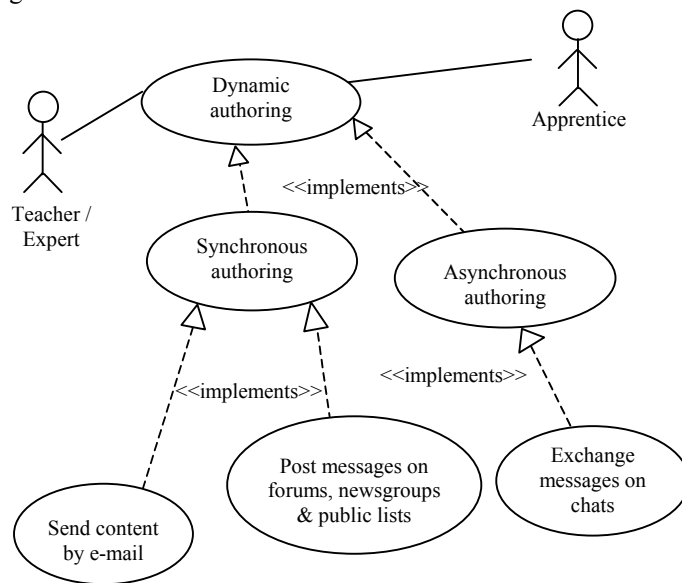 Dynamic
authoring
Apprentice
Teacher /
Expert
<<implements>>
Synchronous
authoring
Asynchronous
authoring
<<implements>>
<<implements>>
Post messages on
forums, newsgroups
& public lists
Exchange
messages on
chats
Send content
by e-mail